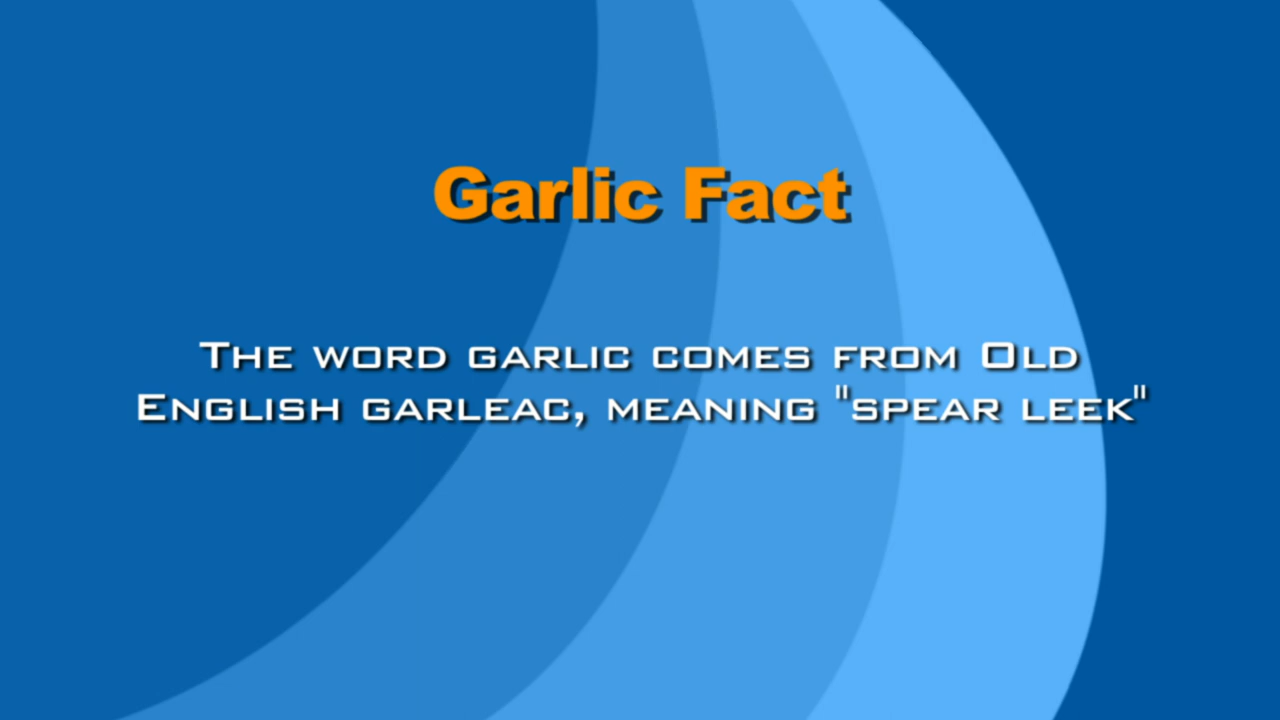 Garlic Fact
The word garlic comes from Old
English garleac, meaning "spear leek"